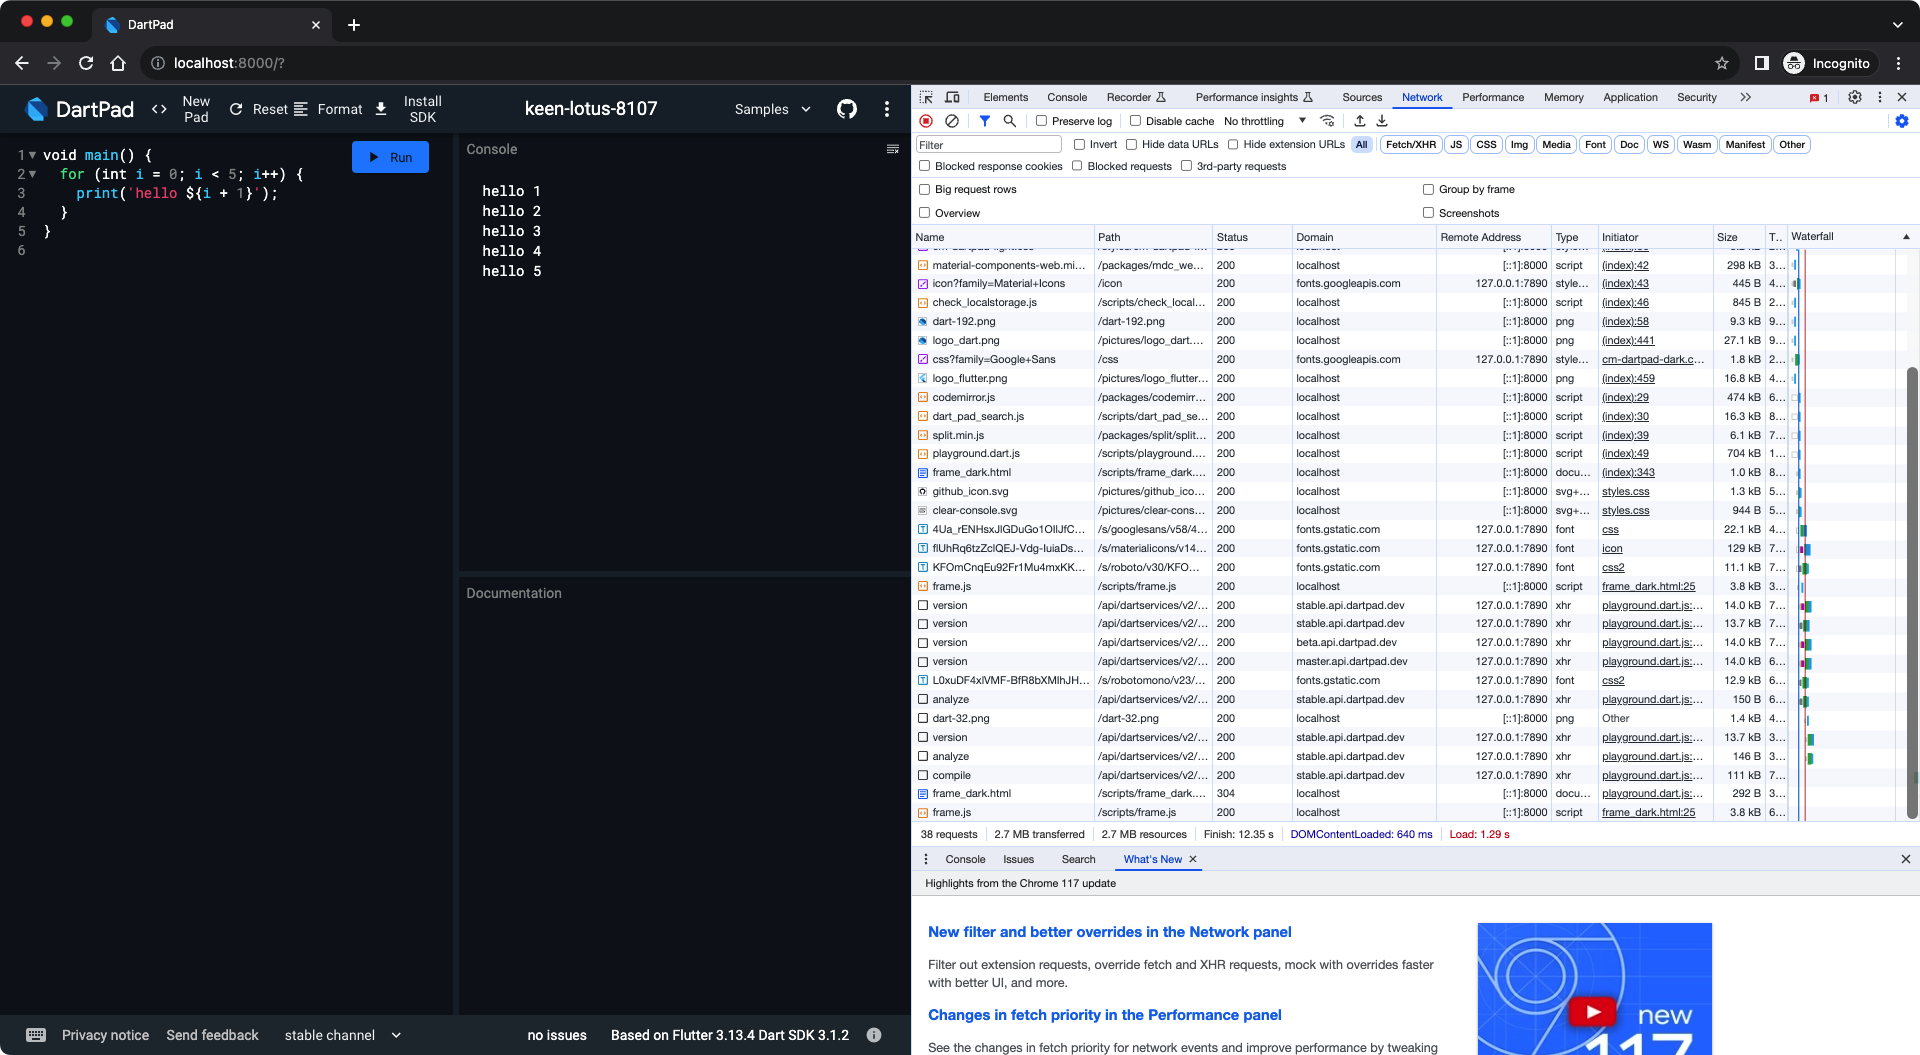 DartPad
localhost:8000/?
Incognito
DartPad
New Pad
Reset
Format
Install SDK
keen-lotus-8107
Samples
1 void main() {
2 for (int i = 0; i < 5; i++) {
3 print('hello ${i + 1}');
4 }
5 }
6
Run
Console
hello 1
hello 2
hello 3
hello 4
hello 5
Documentation
Privacy notice Send feedback stable channel no issues Based on Flutter 3.13.4 Dart SDK 3.1.2
Elements Console Recorder Performance insights Sources Network Performance Memory Application Security 1
Preserve log Disable cache No throttling
Filter Invert Hide data URLs Hide extension URLs All Fetch/XHR JS CSS Img Media Font Doc WS Wasm Manifest Other
Blocked response cookies Blocked requests 3rd-party requests
Big request rows Group by frame
Overview Screenshots
Name Path Status Domain Remote Address Type Initiator Size T... Waterfall
material-components-web.mi... /packages/mdc_we... 200 localhost [::1]:8000 script (index):42 298 kB 3...
icon?family=Material+Icons /icon 200 fonts.googleapis.com 127.0.0.1:7890 style... (index):43 445 B 4...
check_localstorage.js /scripts/check_local... 200 localhost [::1]:8000 script (index):46 845 B 2...
dart-192.png /dart-192.png 200 localhost [::1]:8000 png (index):58 9.3 kB 9...
logo_dart.png /pictures/logo_dart.... 200 localhost [::1]:8000 png (index):441 27.1 kB 9...
css?family=Google+Sans /css 200 fonts.googleapis.com 127.0.0.1:7890 style... cm-dartpad-dark.c... 1.8 kB 2...
logo_flutter.png /pictures/logo_flutter... 200 localhost [::1]:8000 png (index):459 16.8 kB 4...
codemirror.js /packages/codemirr... 200 localhost [::1]:8000 script (index):29 474 kB 6...
dart_pad_search.js /scripts/dart_pad_se... 200 localhost [::1]:8000 script (index):30 16.3 kB 8...
split.min.js /packages/split/split... 200 localhost [::1]:8000 script (index):39 6.1 kB 7...
playground.dart.js /scripts/playground.... 200 localhost [::1]:8000 script (index):49 704 kB 1...
frame_dark.html /scripts/frame_dark.... 200 localhost [::1]:8000 docu... (index):343 1.0 kB 8...
github_icon.svg /pictures/github_ico... 200 localhost [::1]:8000 svg+... styles.css 1.3 kB 5...
clear-console.svg /pictures/clear-cons... 200 localhost [::1]:8000 svg+... styles.css 944 B 5...
4Ua_rENHsxJlGDuGo1OIlJfC... /s/googlesans/v58/4... 200 fonts.gstatic.com 127.0.0.1:7890 font css 22.1 kB 4...
flUhRq6tzZclQEJ-Vdg-IuiaDs... /s/materialicons/v14... 200 fonts.gstatic.com 127.0.0.1:7890 font icon 129 kB 7...
KFOmCnqEu92Fr1Mu4mxKK... /s/roboto/v30/KFO... 200 fonts.gstatic.com 127.0.0.1:7890 font css2 11.1 kB 7...
frame.js /scripts/frame.js 200 localhost [::1]:8000 script frame_dark.html:25 3.8 kB 3...
version /api/dartservices/v2/... 200 stable.api.dartpad.dev 127.0.0.1:7890 xhr playground.dart.js:... 14.0 kB 7...
version /api/dartservices/v2/... 200 stable.api.dartpad.dev 127.0.0.1:7890 xhr playground.dart.js:... 13.7 kB 7...
version /api/dartservices/v2/... 200 beta.api.dartpad.dev 127.0.0.1:7890 xhr playground.dart.js:... 14.0 kB 7...
version /api/dartservices/v2/... 200 master.api.dartpad.dev 127.0.0.1:7890 xhr playground.dart.js:... 14.0 kB 6...
L0xuDF4xlVMF-BfR8bXMIhJH... /s/robotomono/v23/... 200 fonts.gstatic.com 127.0.0.1:7890 font css2 12.9 kB 6...
analyze /api/dartservices/v2/... 200 stable.api.dartpad.dev 127.0.0.1:7890 xhr playground.dart.js:... 150 B 6...
dart-32.png /dart-32.png 200 localhost [::1]:8000 png Other 1.4 kB 4...
version /api/dartservices/v2/... 200 stable.api.dartpad.dev 127.0.0.1:7890 xhr playground.dart.js:... 13.7 kB 3...
analyze /api/dartservices/v2/... 200 stable.api.dartpad.dev 127.0.0.1:7890 xhr playground.dart.js:... 146 B 3...
compile /api/dartservices/v2/... 200 stable.api.dartpad.dev 127.0.0.1:7890 xhr playground.dart.js:... 111 kB 7...
frame_dark.html /scripts/frame_dark.... 304 localhost [::1]:8000 docu... playground.dart.js:... 292 B 3...
frame.js /scripts/frame.js 200 localhost [::1]:8000 script frame_dark.html:25 3.8 kB 6...
38 requests 2.7 MB transferred 2.7 MB resources Finish: 12.35 s DOMContentLoaded: 640 ms Load: 1.29 s
Console Issues Search What's New
Highlights from the Chrome 117 update
New filter and better overrides in the Network panel
Filter out extension requests, override fetch and XHR requests, mock with overrides faster
with better UI, and more.
Changes in fetch priority in the Performance panel
See the changes in fetch priority for network events and improve performance by tweaking
new
117